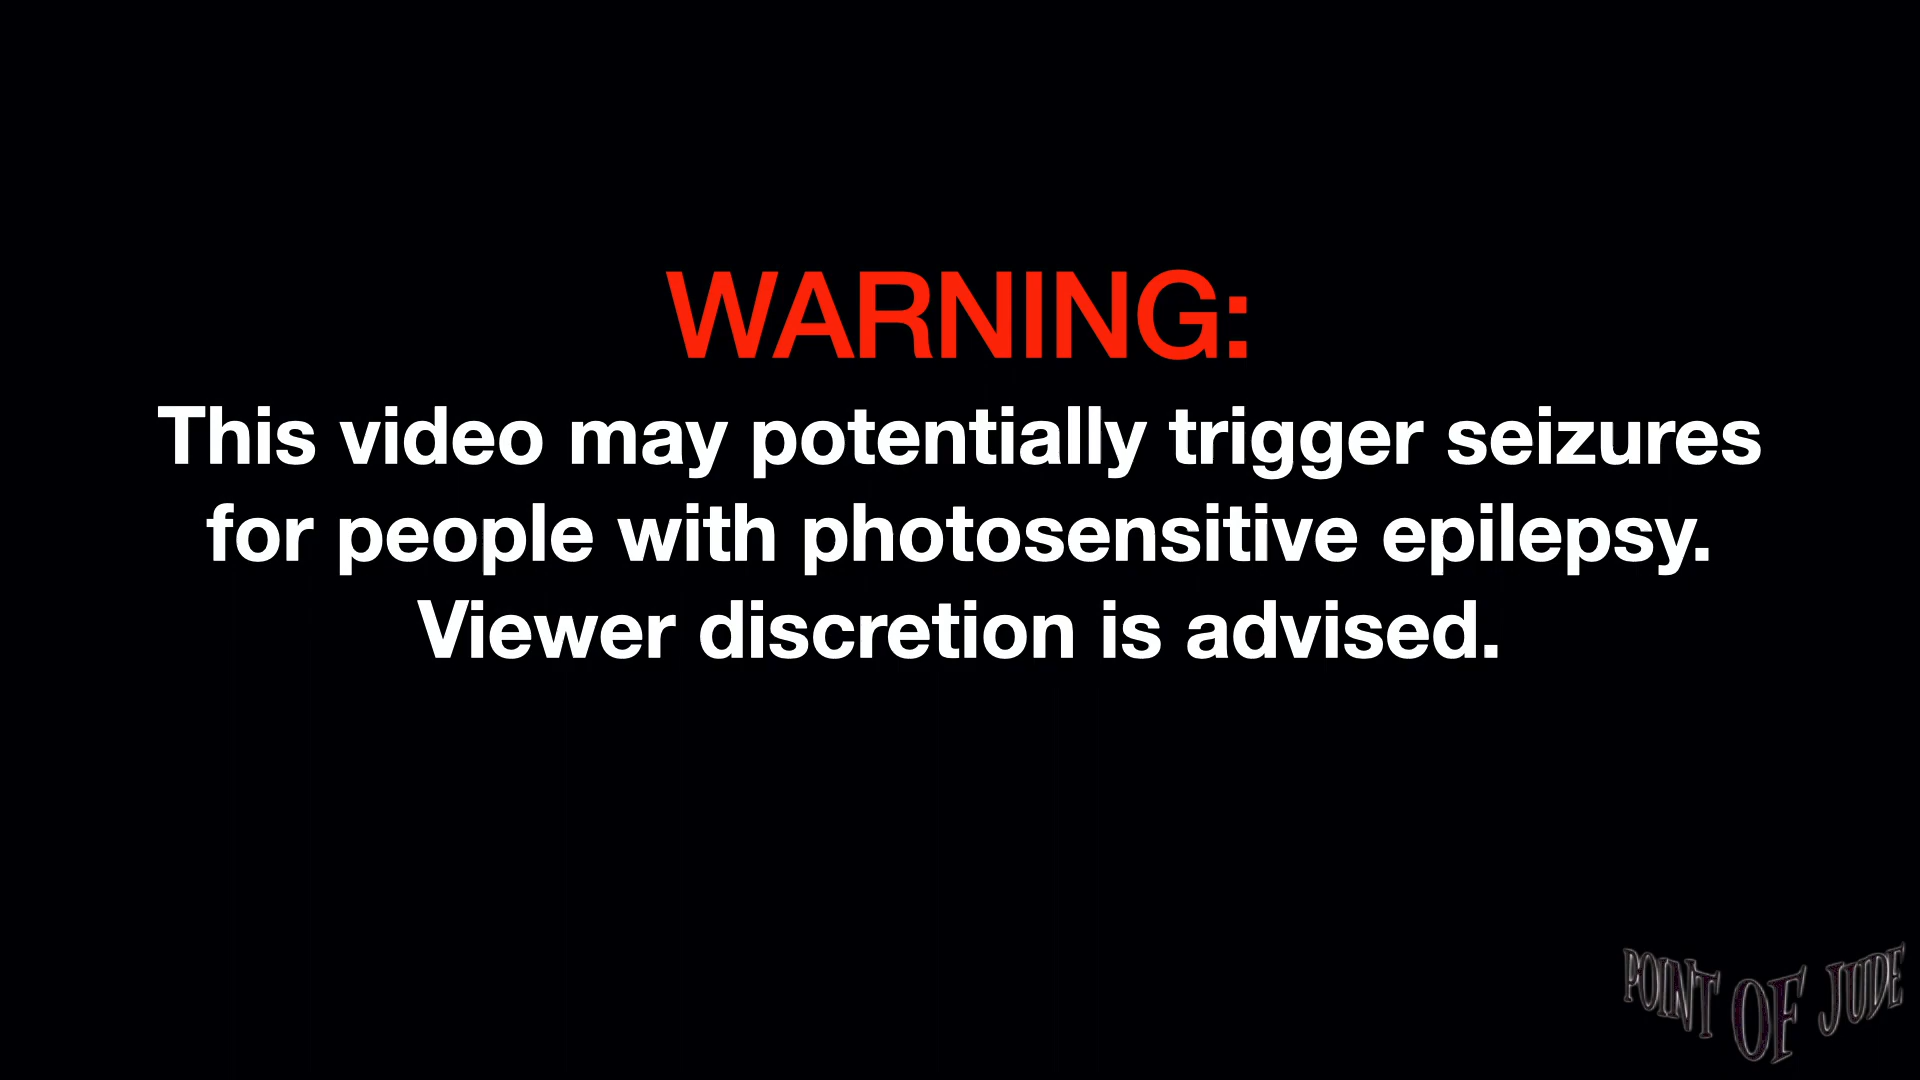 WARNING:
This video may potentially trigger seizures
for people with photosensitive epilepsy.
Viewer discretion is advised.
POINT OF JUDE